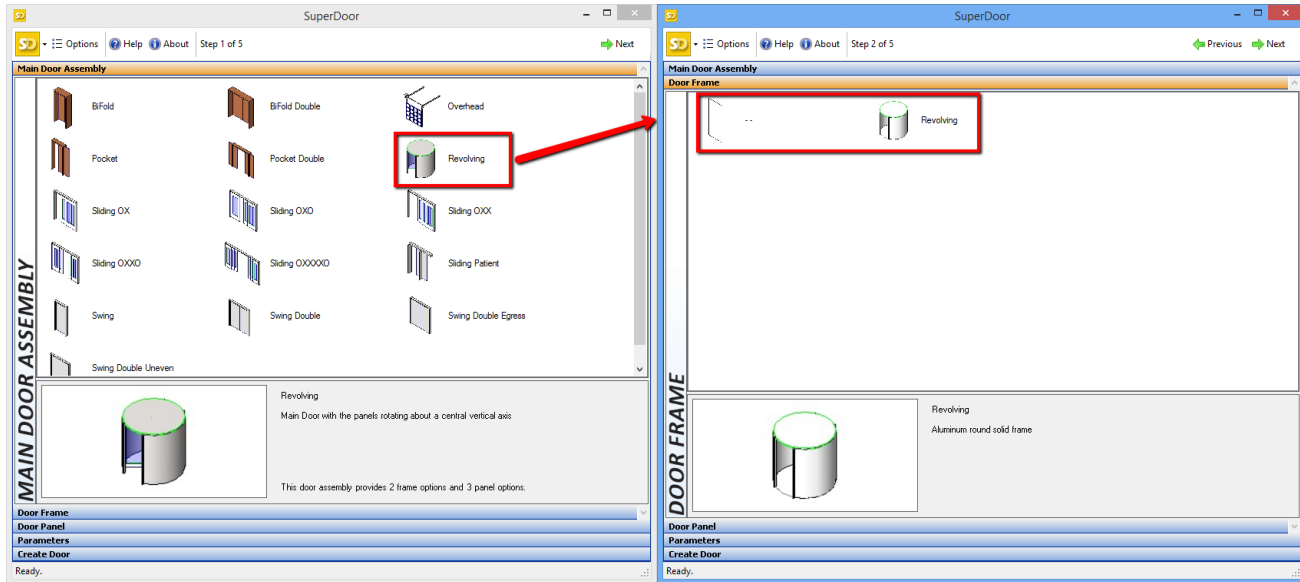 SuperDoor
SD Options Help About Step 1 of 5 Next
Main Door Assembly
BiFold BiFold Double Overhead
Pocket Pocket Double Revolving
Sliding OX Sliding OXO Sliding OXX
Sliding OXXO Sliding OXXXXO Sliding Patient
Swing Swing Double Swing Double Egress
Swing Double Uneven
MAIN DOOR ASSEMBLY
Revolving
Main Door with the panels rotating about a central vertical axis
This door assembly provides 2 frame options and 3 panel options.
Door Frame
Door Panel
Parameters
Create Door
Ready.
SuperDoor
SD Options Help About Step 2 of 5 Previous Next
Main Door Assembly
Door Frame
-- Revolving
DOOR FRAME
Revolving
Aluminum round solid frame
Door Panel
Parameters
Create Door
Ready.